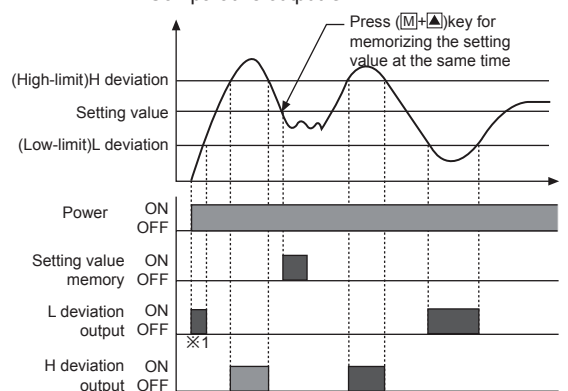 Press (M+▲)key for
memorizing the setting
value at the same time
(High-limit)H deviation
Setting value
(Low-limit)L deviation
Power ON
OFF
Setting value ON
memory OFF
L deviation ON
output OFF
※1
H deviation ON
output OFF